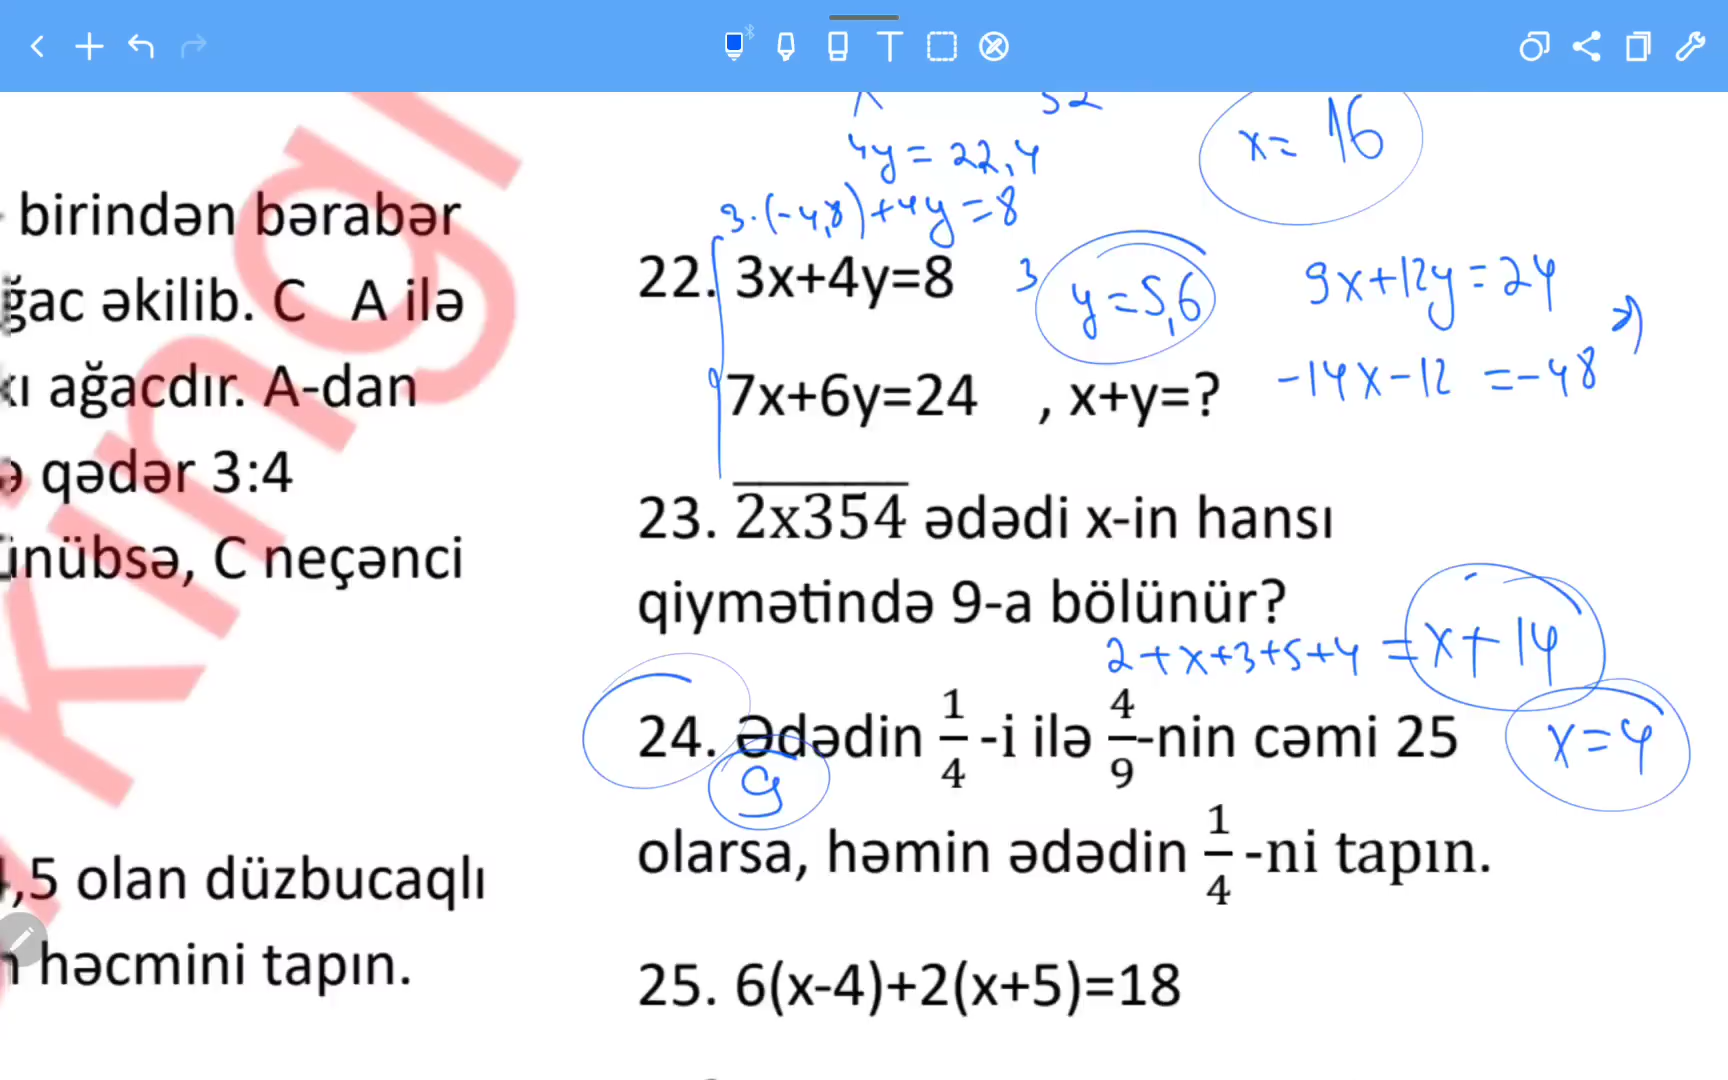 52
4y = 22,4
x = 16
3·(-4,8)+4y=8
birindən bərabər
ğac əkilib. C A ilə
kı ağacdır. A-dan
ə qədər 3:4
ünübsə, C neçənci
,5 olan düzbucaqlı
həcmini tapın.
22. 3x+4y=8 3
y=5,6
9x+12y=24
7x+6y=24 , x+y=?
-14x-12 =-48
23. 2x354 ədədi x-in hansı
qiymətində 9-a bölünür?
2+x+3+5+4 = x+14
24. Ədədin 1/4 -i ilə 4/9-nin cəmi 25
x=4
9
olarsa, həmin ədədin 1/4 -ni tapın.
25. 6(x-4)+2(x+5)=18
King